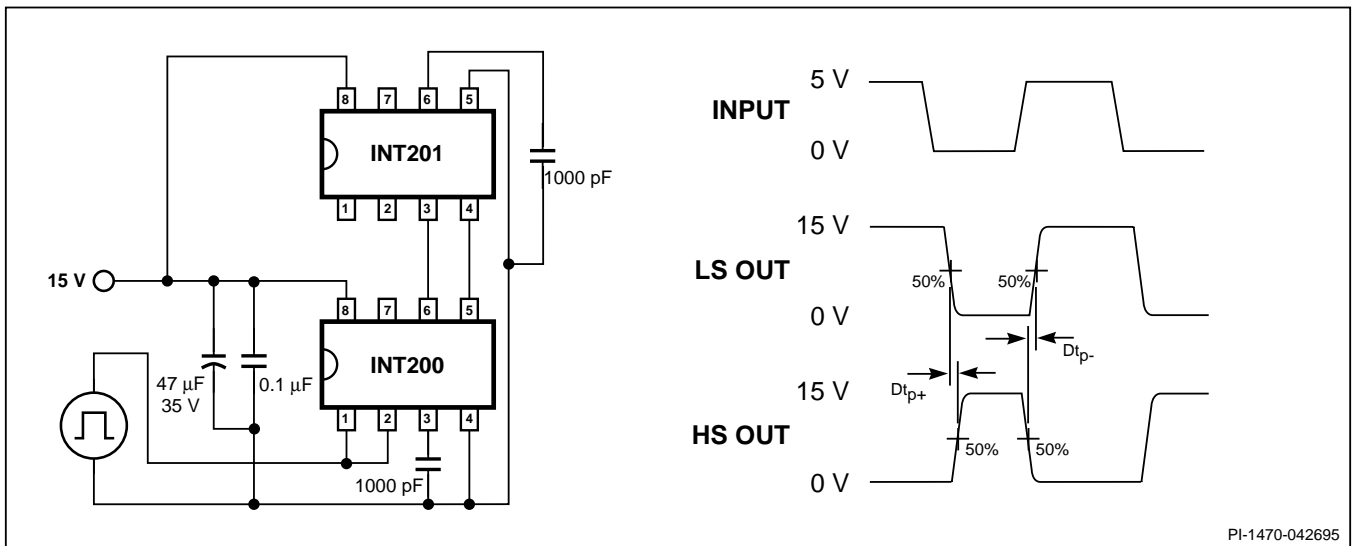 8 7 6 5
INT201
1 2 3 4
1000 pF
15 V
8 7 6 5
INT200
1 2 3 4
47 μF
35 V
0.1 μF
1000 pF
INPUT
5 V
0 V
LS OUT
15 V
50% 50%
0 V
Dtp-
Dtp+
HS OUT
15 V
50% 50%
0 V
PI-1470-042695